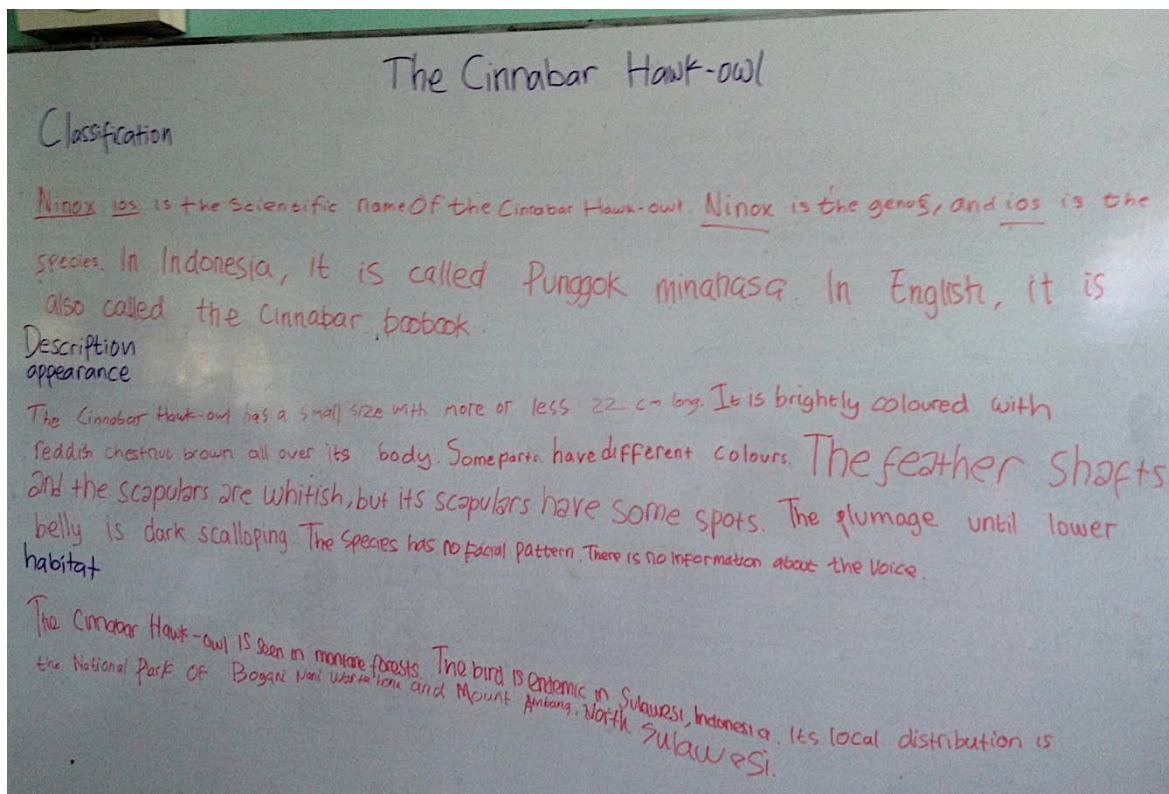 The Cinnabar Hawk-owl
Classification
Ninox ios is the Scientific name Of the Cinnabar Hawk-owl. Ninox is the genos, and ios is the
species. In Indonesia, it is called Punggok minahasa. In English, it is
also called the Cinnabar boobook.
Description
appearance
The Cinnabar Hawk-owl has a small size with more or less 22 cm long. It is brightly coloured with
reddish chestnut brown all over its body. Some parts have different colours. The feather shafts
and the scapulars are whitish, but its scapulars have some spots. The plumage until lower
belly is dark scalloping. The species has no facial pattern. There is no information about the voice.
habitat
The Cinnabar Hawk-owl is seen in montane forests. The bird is endemic in Sulawesi, Indonesia. Its local distribution is
the National Park of Bogani Nani Wartabone and Mount Ambang, North Sulawesi.